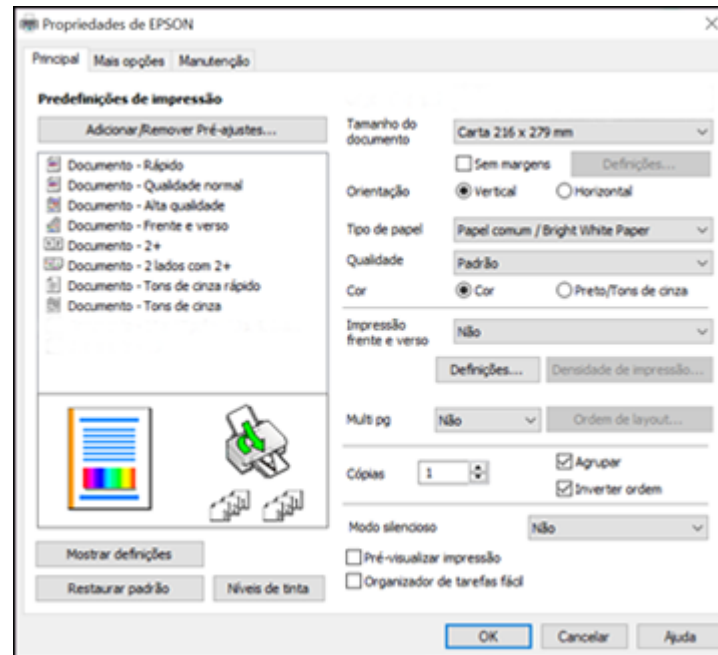 Propriedades de EPSON
Principal Mais opções Manutenção
Predefinições de impressão
Adicionar/Remover Pré-ajustes...
Documento - Rápido
Documento - Qualidade normal
Documento - Alta qualidade
Documento - Frente e verso
Documento - 2+
Documento - 2 lados com 2+
Documento - Tons de cinza rápido
Documento - Tons de cinza
Mostrar definições
Restaurar padrão Níveis de tinta
Tamanho do
documento
Carta 216 x 279 mm
Sem margens Definições...
Orientação Vertical Horizontal
Tipo de papel Papel comum / Bright White Paper
Qualidade Padrão
Cor Cor Preto/Tons de cinza
Impressão
frente e verso
Não
Definições... Densidade de impressão...
Multi pg Não Ordem de layout...
Cópias 1 Agrupar
Inverter ordem
Modo silencioso Não
Pré-visualizar impressão
Organizador de tarefas fácil
OK Cancelar Ajuda